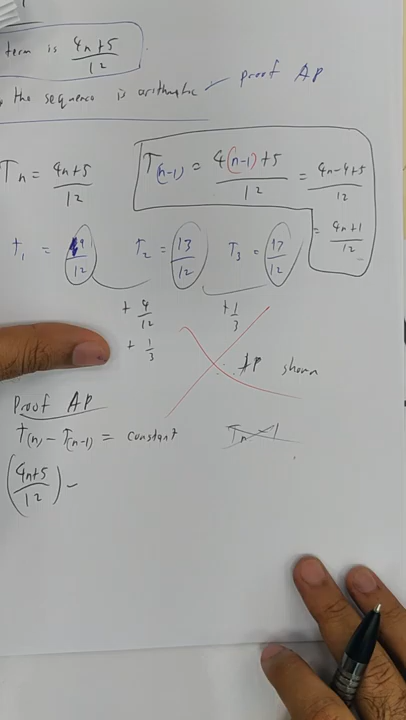 term is 4n+5/12
the sequence is arithmetic proof AP
Tn = 4n+5/12
T(n-1) = 4(n-1)+5/12 = 4n-4+5/12
= 4n+1/12
t1 = 9/12 T2 = 13/12 T3 = 17/12
+ 4/12 + 1/3
+ 1/3
AP shown
Proof AP
t(n) - T(n-1) = constant
(4n+5/12) -